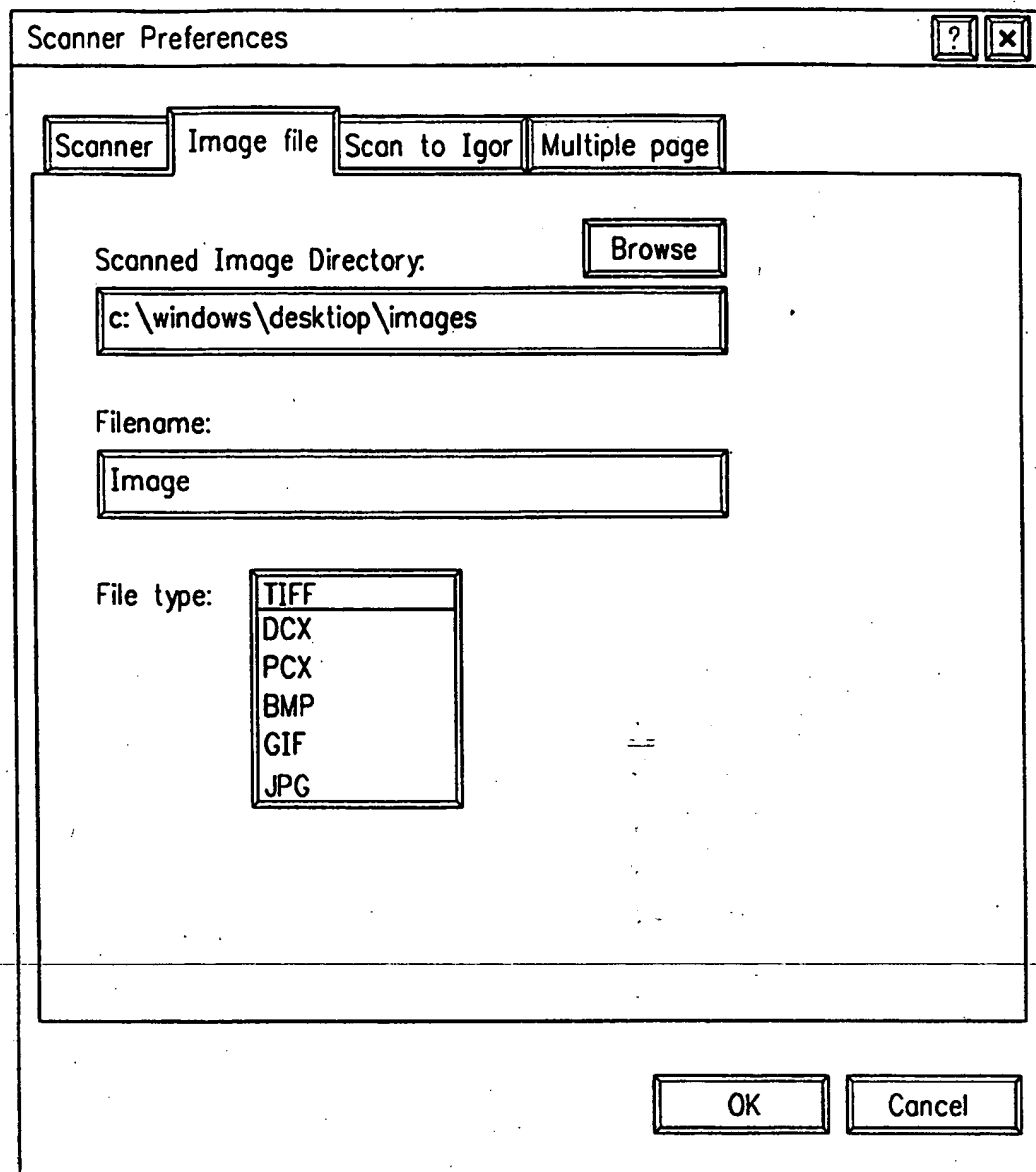 Scanner Preferences ? ×
Scanner Image file Scan to Igor Multiple page
Scanned Image Directory: Browse
c:\windows\desktiop\images
Filename:
Image
File type: TIFF
DCX
PCX
BMP
GIF
JPG
OK Cancel